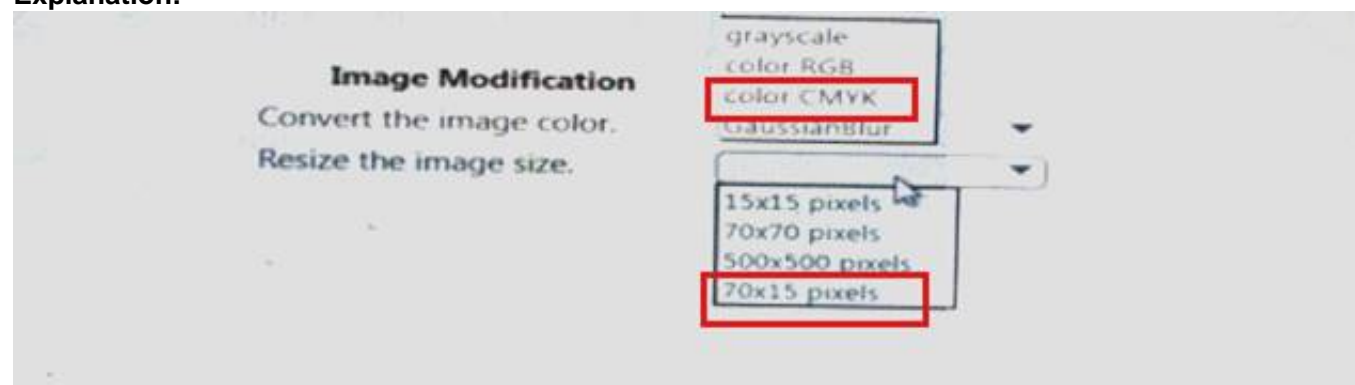 Explanation:
Image Modification
Convert the image color.
Resize the image size.
grayscale
color RGB
color CMYK
GaussianBlur
15x15 pixels
70x70 pixels
500x500 pixels
70x15 pixels